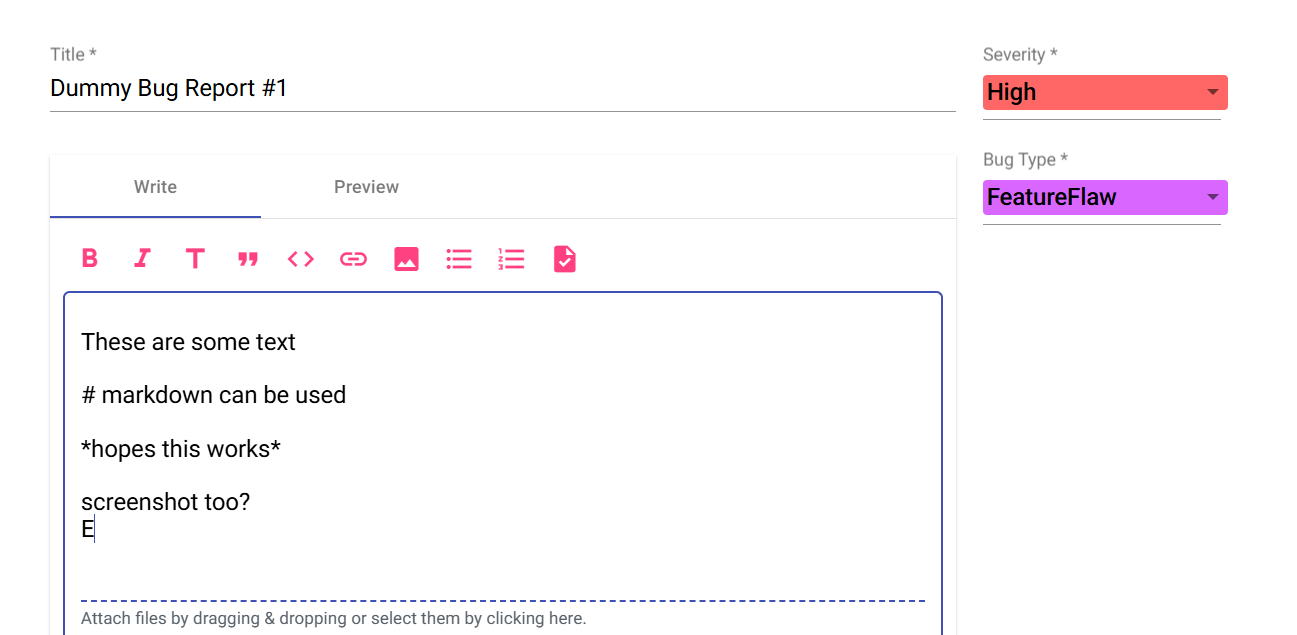 Title *
Dummy Bug Report #1
Severity *
High
Bug Type *
FeatureFlaw
Write
Preview
These are some text
# markdown can be used
*hopes this works*
screenshot too?
E
Attach files by dragging & dropping or select them by clicking here.